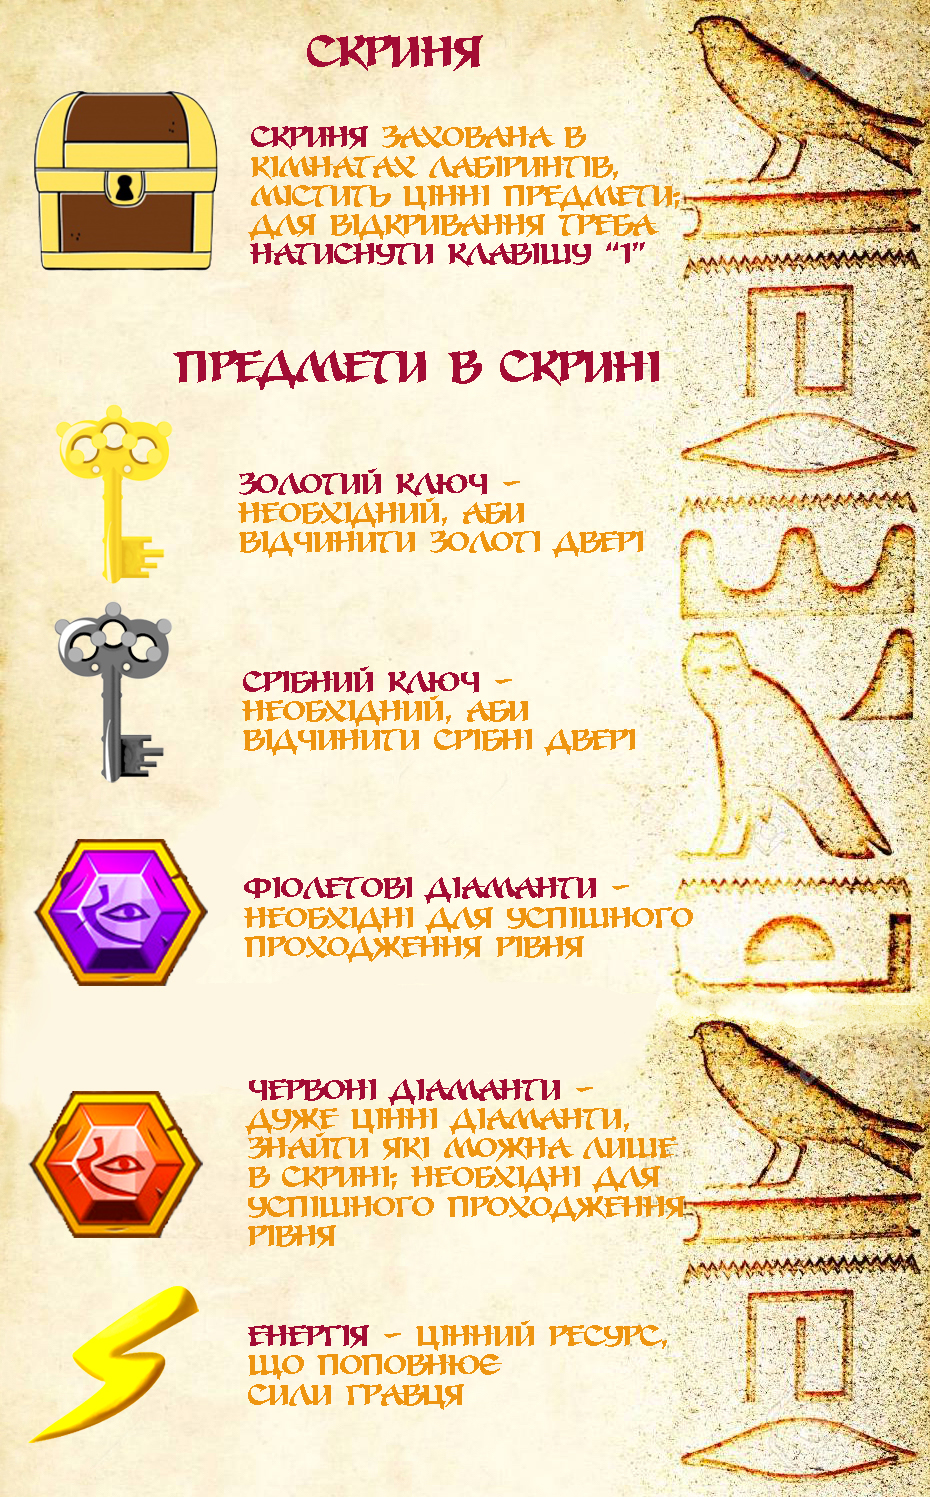 СКРИНЯ
СКРИНЯ ЗАХОВАНА В
КІМНАТАХ ЛАБІРИНТІВ,
МІСТИТЬ ЦІННІ ПРЕДМЕТИ;
ДЛЯ ВІДКРИВАННЯ ТРЕБА
НАТИСНУТИ КЛАВІШУ “1”
ПРЕДМЕТИ В СКРИНІ
ЗОЛОТИЙ КЛЮЧ -
НЕОБХІДНИЙ, АБИ
ВІДЧИНИТИ ЗОЛОТІ ДВЕРІ
СРІБНИЙ КЛЮЧ -
НЕОБХІДНИЙ, АБИ
ВІДЧИНИТИ СРІБНІ ДВЕРІ
ФІОЛЕТОВІ ДІАМАНТИ -
НЕОБХІДНІ ДЛЯ УСПІШНОГО
ПРОХОДЖЕННЯ РІВНЯ
ЧЕРВОНІ ДІАМАНТИ -
ДУЖЕ ЦІННІ ДІАМАНТИ,
ЗНАЙТИ ЯКІ МОЖНА ЛИШЕ
В СКРИНІ; НЕОБХІДНІ ДЛЯ
УСПІШНОГО ПРОХОДЖЕННЯ
РІВНЯ
ЕНЕРГІЯ - ЦІННИЙ РЕСУРС,
ЩО ПОПОВНЮЄ
СИЛИ ГРАВЦЯ